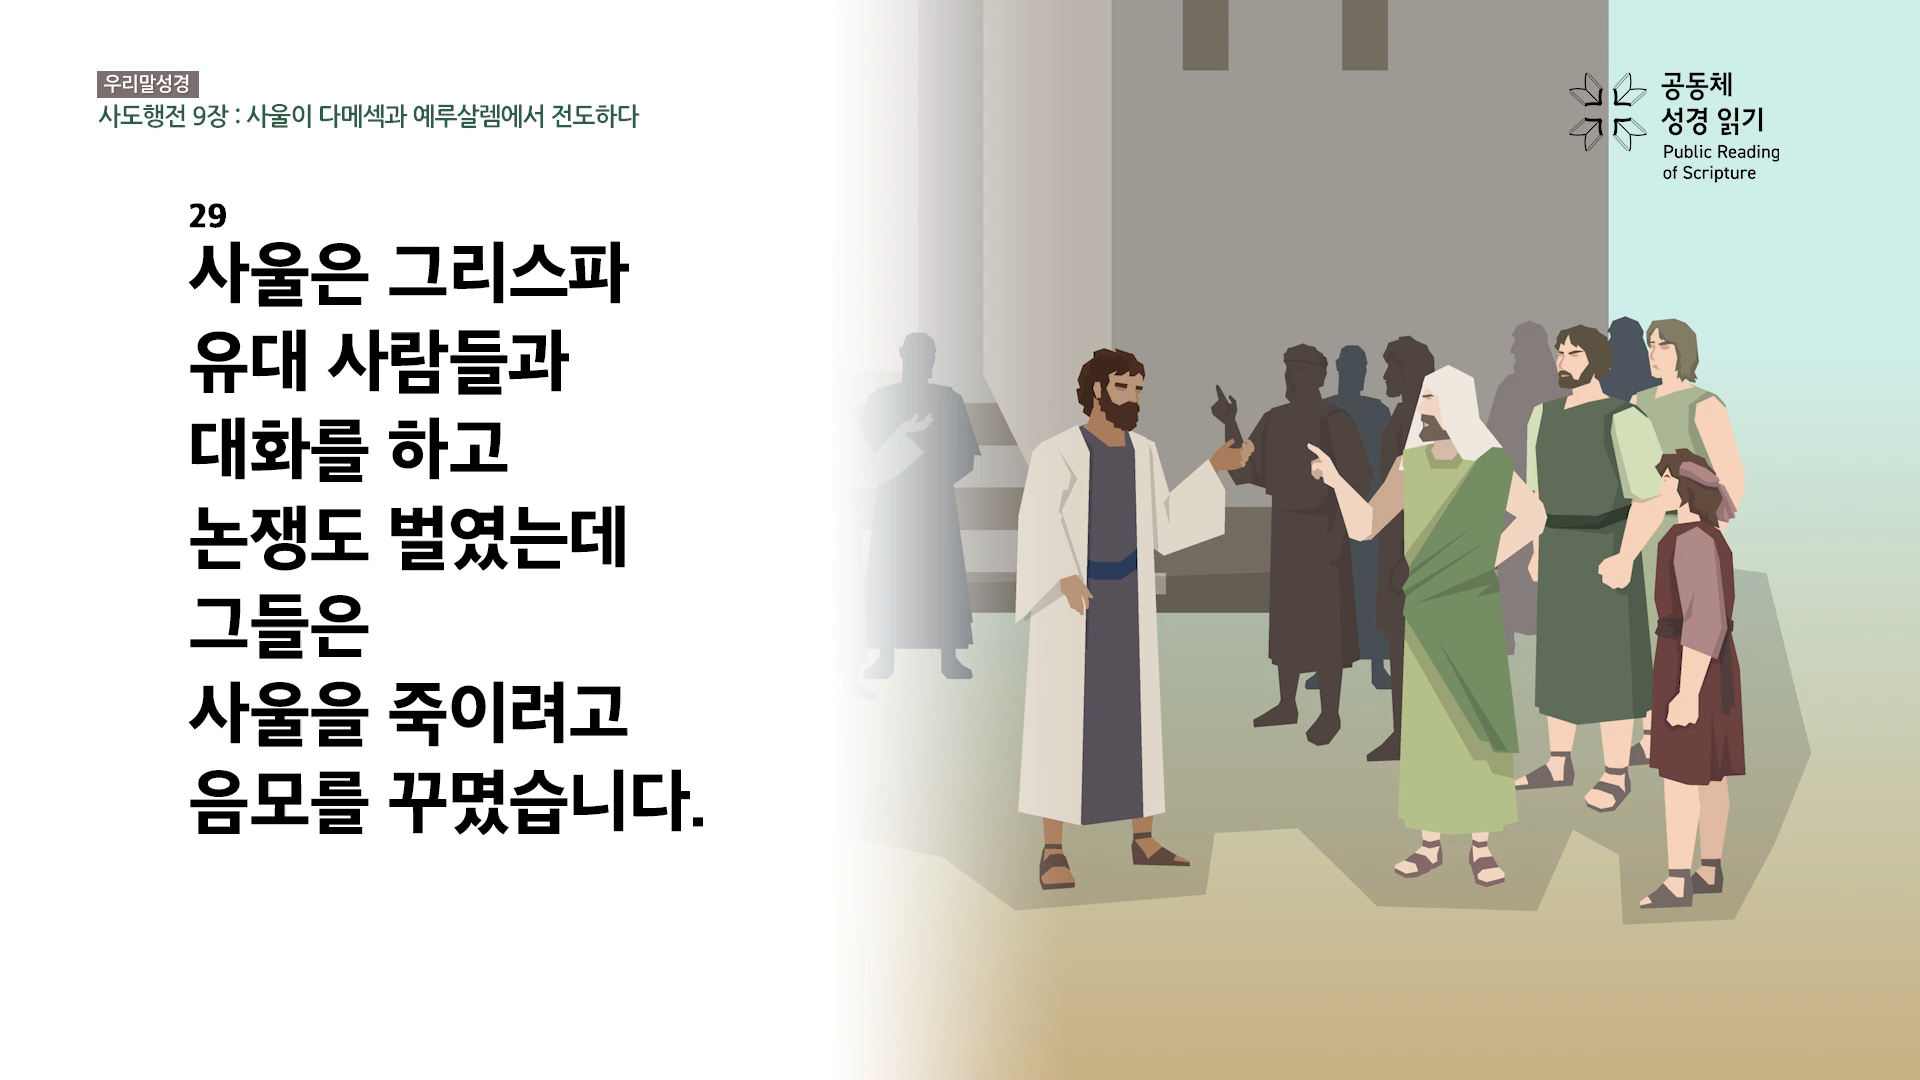 우리말성경
사도행전 9장 : 사울이 다메섹과 예루살렘에서 전도하다
공동체
성경 읽기
Public Reading
of Scripture
29
사울은 그리스파
유대 사람들과
대화를 하고
논쟁도 벌였는데
그들은
사울을 죽이려고
음모를 꾸몄습니다.